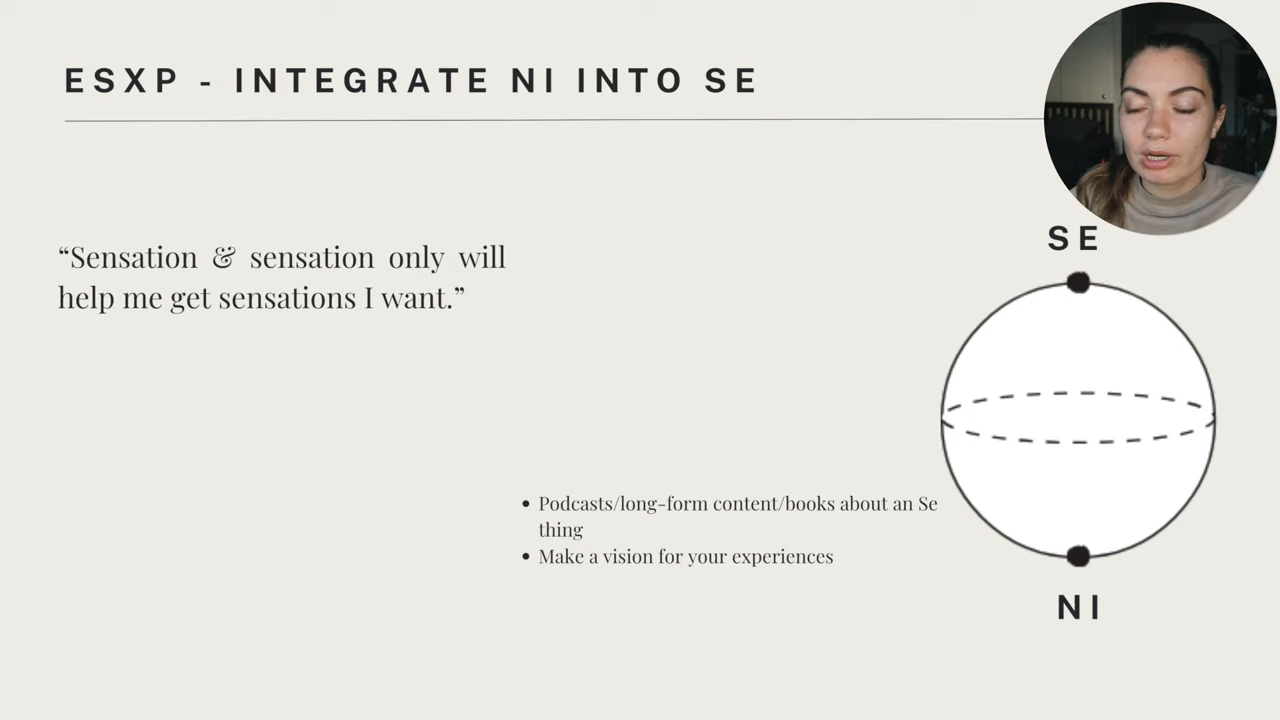 ESXP - INTEGRATE NI INTO SE
“Sensation & sensation only will
help me get sensations I want.”
SE
• Podcasts/long-form content/books about an Se
thing
• Make a vision for your experiences
NI